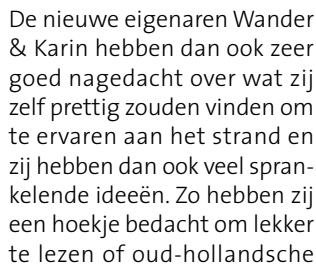 De nieuwe eigenaren Wander
& Karin hebben dan ook zeer
goed nagedacht over wat zij
zelf prettig zouden vinden om
te ervaren aan het strand en
zij hebben dan ook veel spran-
kelende ideeën. Zo hebben zij
een hoekje bedacht om lekker
te lezen of oud-hollandsche